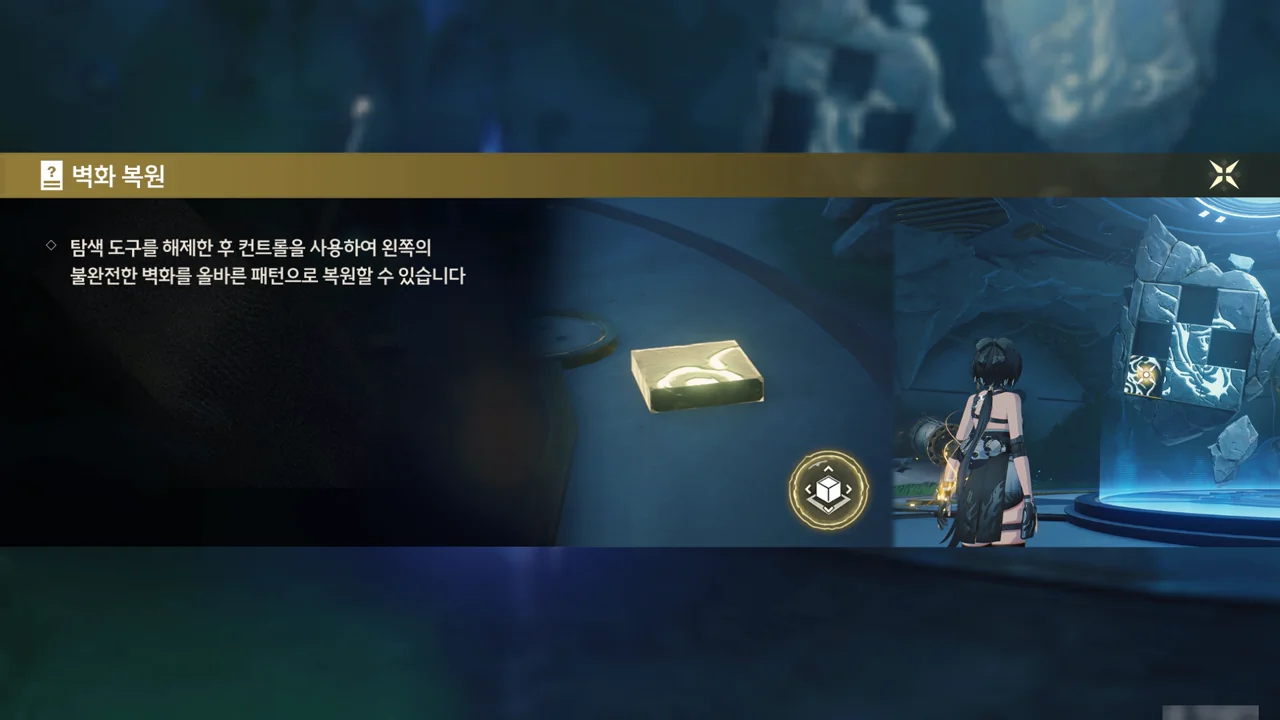 벽화 복원
탐색 도구를 해제한 후 컨트롤을 사용하여 왼쪽의
불완전한 벽화를 올바른 패턴으로 복원할 수 있습니다